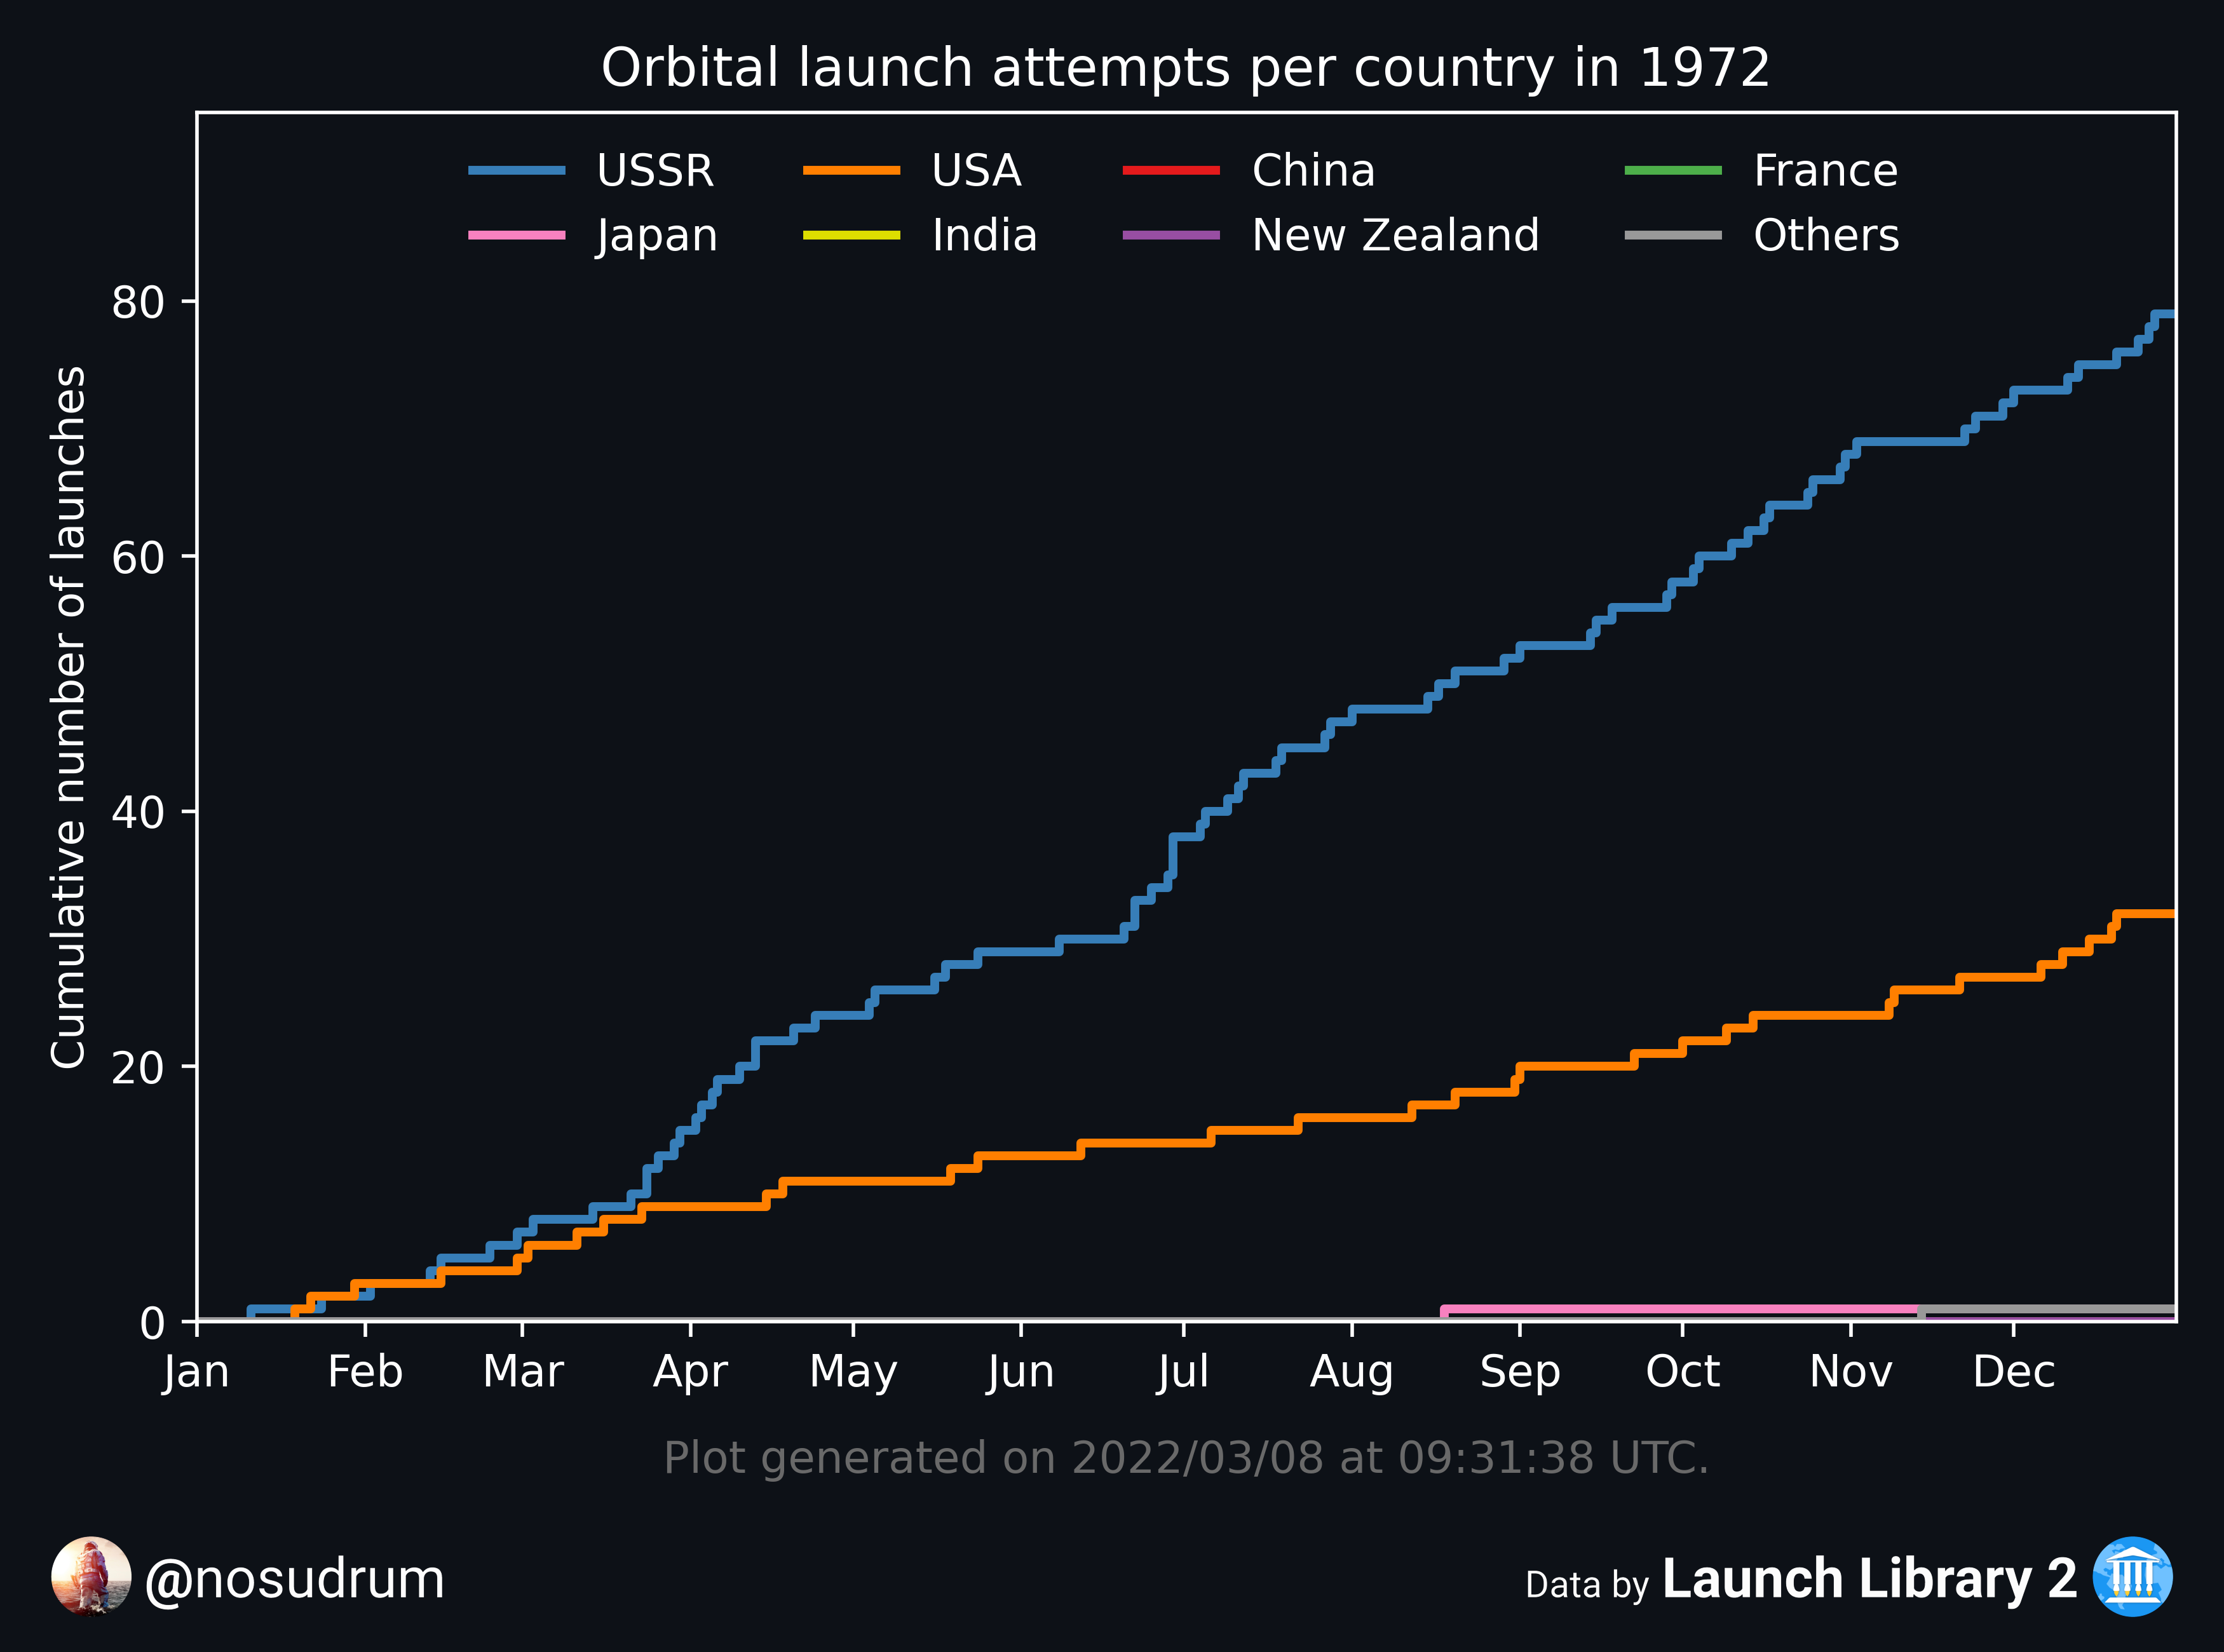 Orbital launch attempts per country in 1972
USSR USA China France
Japan India New Zealand Others
Cumulative number of launches
80
60
40
20
0
Jan Feb Mar Apr May Jun Jul Aug Sep Oct Nov Dec
Plot generated on 2022/03/08 at 09:31:38 UTC.
@nosudrum
Data by Launch Library 2